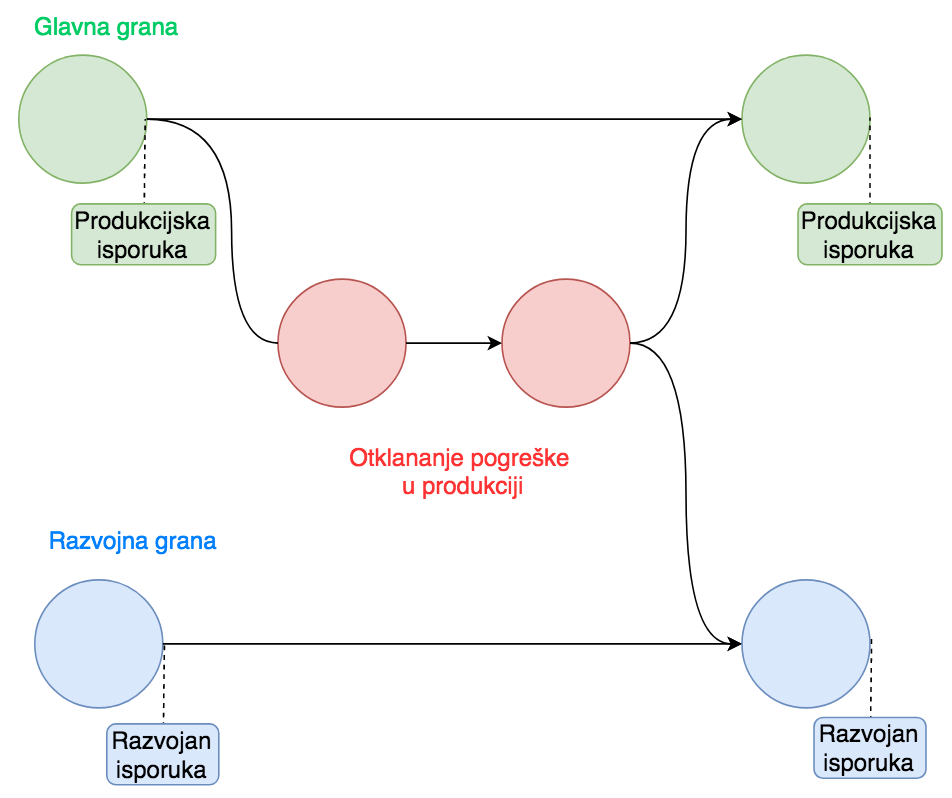 Glavna grana
Produkcijska
isporuka
Produkcijska
isporuka
Otklananje pogreške
u produkciji
Razvojna grana
Razvojan
isporuka
Razvojan
isporuka